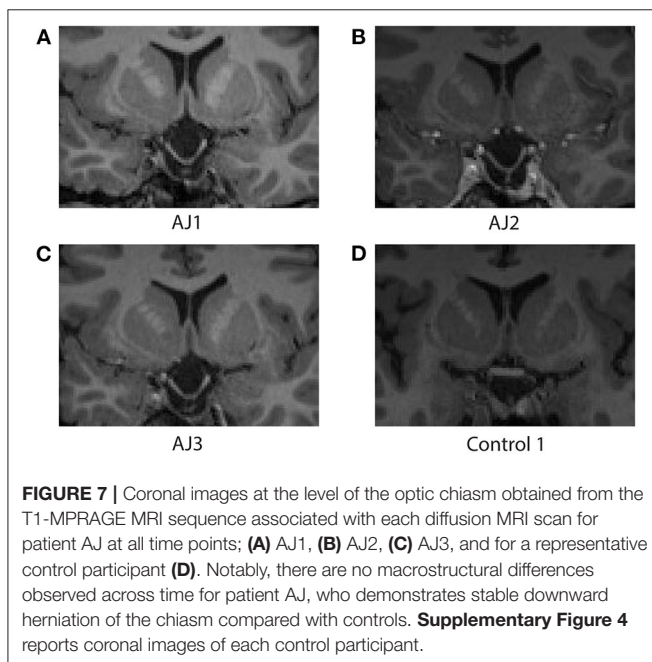 A
B
AJ1
AJ2
C
D
AJ3
Control 1
FIGURE 7 | Coronal images at the level of the optic chiasm obtained from the
T1-MPRAGE MRI sequence associated with each diffusion MRI scan for
patient AJ at all time points; (A) AJ1, (B) AJ2, (C) AJ3, and for a representative
control participant (D). Notably, there are no macrostructural differences
observed across time for patient AJ, who demonstrates stable downward
herniation of the chiasm compared with controls. Supplementary Figure 4
reports coronal images of each control participant.